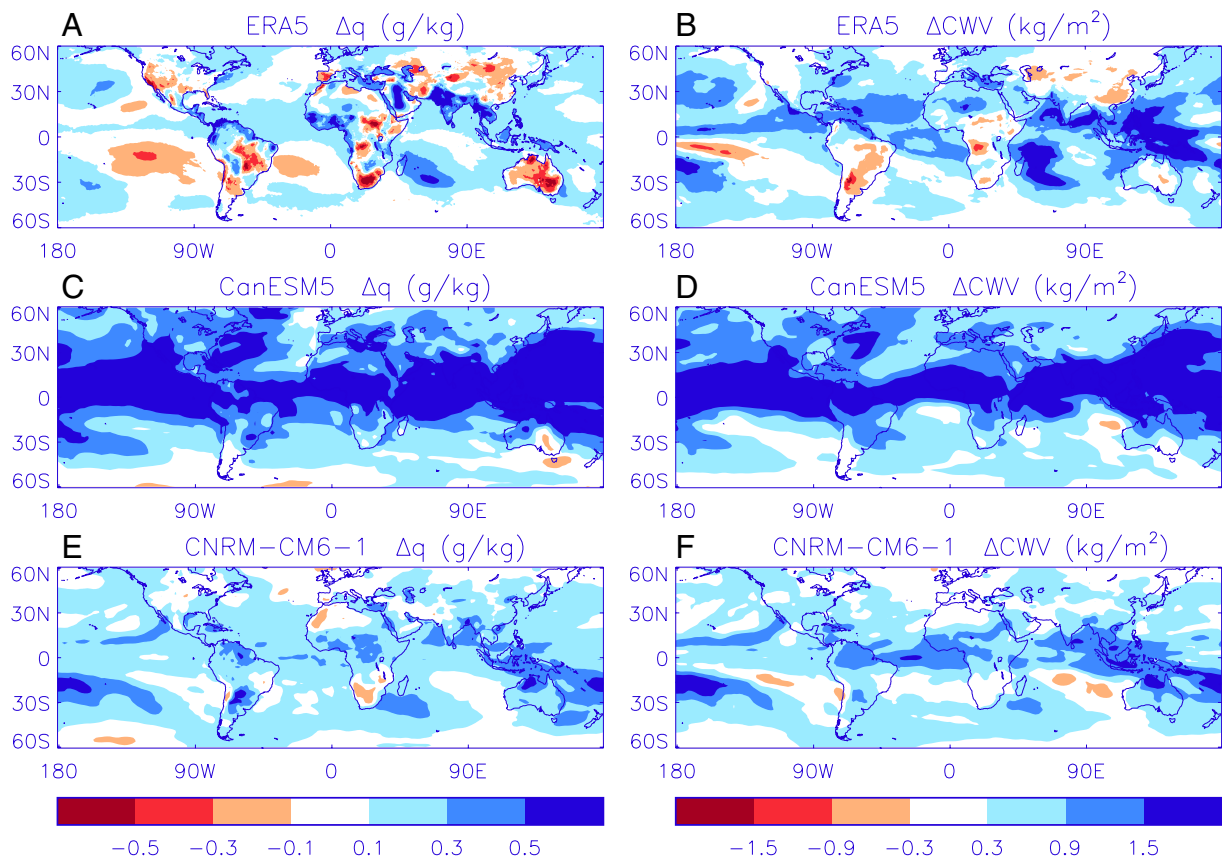 A ERA5 Δq (g/kg)
B ERA5 ΔCWV (kg/m²)
60N
30N
0
30S
60S
180 90W 0 90E
60N
30N
0
30S
60S
180 90W 0 90E
C CanESM5 Δq (g/kg)
D CanESM5 ΔCWV (kg/m²)
60N
30N
0
30S
60S
180 90W 0 90E
60N
30N
0
30S
60S
180 90W 0 90E
E CNRM−CM6−1 Δq (g/kg)
F CNRM−CM6−1 ΔCWV (kg/m²)
60N
30N
0
30S
60S
180 90W 0 90E
60N
30N
0
30S
60S
180 90W 0 90E
−0.5 −0.3 −0.1 0.1 0.3 0.5
−1.5 −0.9 −0.3 0.3 0.9 1.5